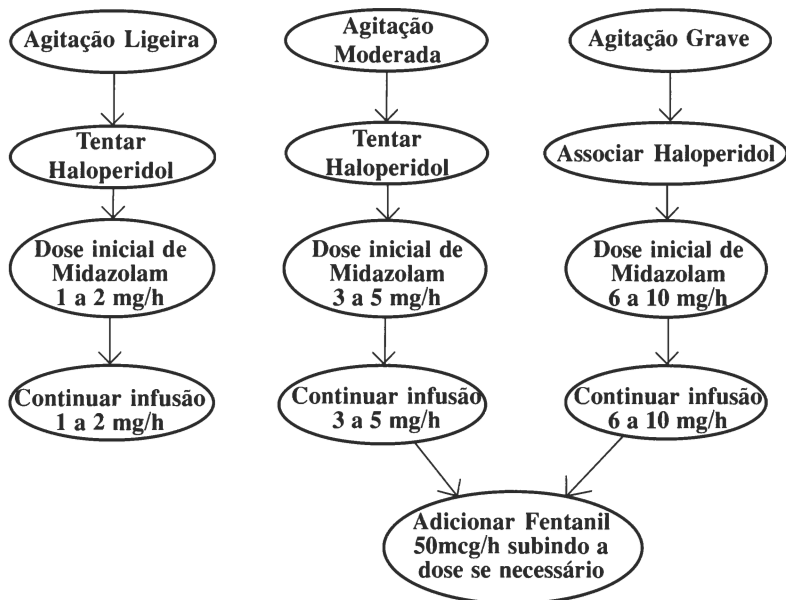 Agitação Ligeira
Agitação
Moderada
Agitação Grave
Tentar
Haloperidol
Tentar
Haloperidol
Associar Haloperidol
Dose inicial de
Midazolam
1 a 2 mg/h
Dose inicial de
Midazolam
3 a 5 mg/h
Dose inicial de
Midazolam
6 a 10 mg/h
Continuar infusão
1 a 2 mg/h
Continuar infusão
3 a 5 mg/h
Continuar infusão
6 a 10 mg/h
Adicionar Fentanil
50mcg/h subindo a
dose se necessário